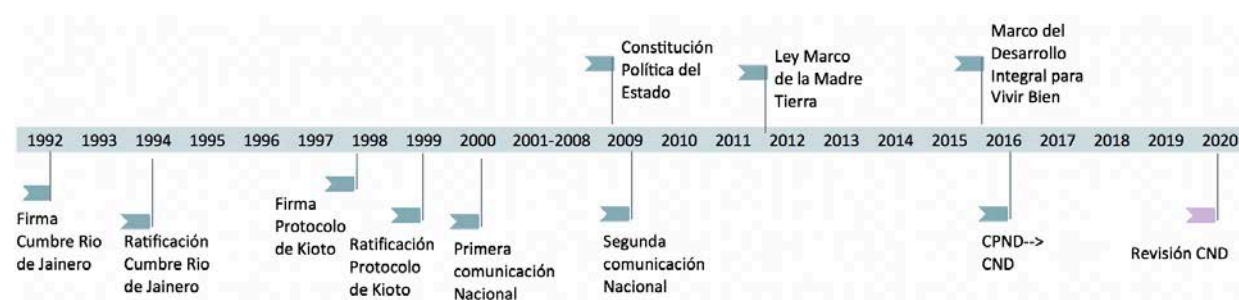 Constitución
Política del
Estado
Ley Marco
de la Madre
Tierra
Marco del
Desarrollo
Integral para
Vivir Bien
1992 1993 1994 1995 1996 1997 1998 1999 2000 2001-2008 2009 2010 2011 2012 2013 2014 2015 2016 2017 2018 2019 2020
Firma
Cumbre Rio
de Jainero
Ratificación
Cumbre Rio
de Jainero
Firma
Protocolo
de Kioto
Ratificación
Protocolo
de Kioto
Primera
comunicación
Nacional
Segunda
comunicación
Nacional
CPND-->
CND
Revisión CND